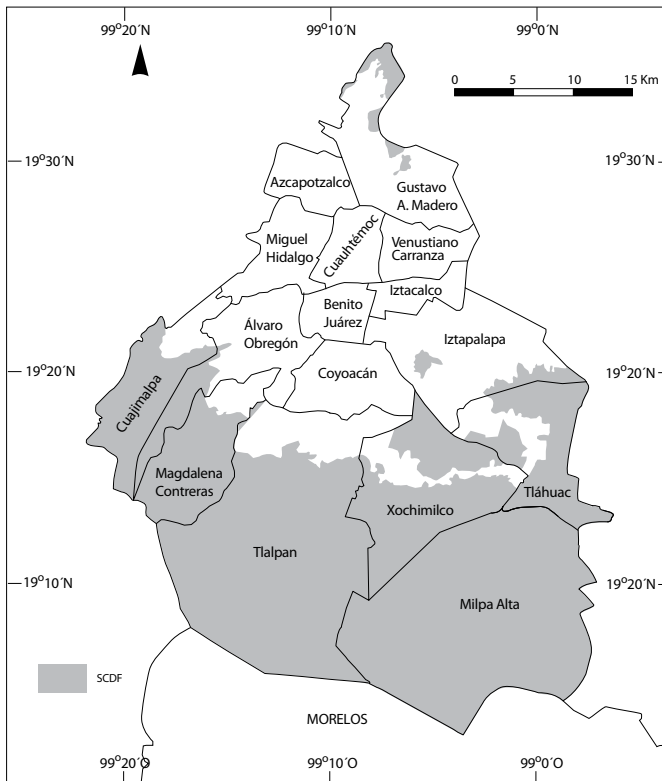 99°20´N
99°10´N
99°0´N
0
5
10
15 Km
19°30´N
19°30´N
Azcapotzalco
Gustavo
A. Madero
Miguel
Hidalgo
Cuauhtémoc
Venustiano
Carranza
Iztacalco
Benito
Juárez
Álvaro
Obregón
Iztapalapa
19°20´N
19°20´N
Coyoacán
Cuajimalpa
Magdalena
Contreras
Tláhuac
Xochimilco
Tlalpan
19°10´N
19°20´N
Milpa Alta
SCDF
MORELOS
99°20´O
99°10´O
99°0´O